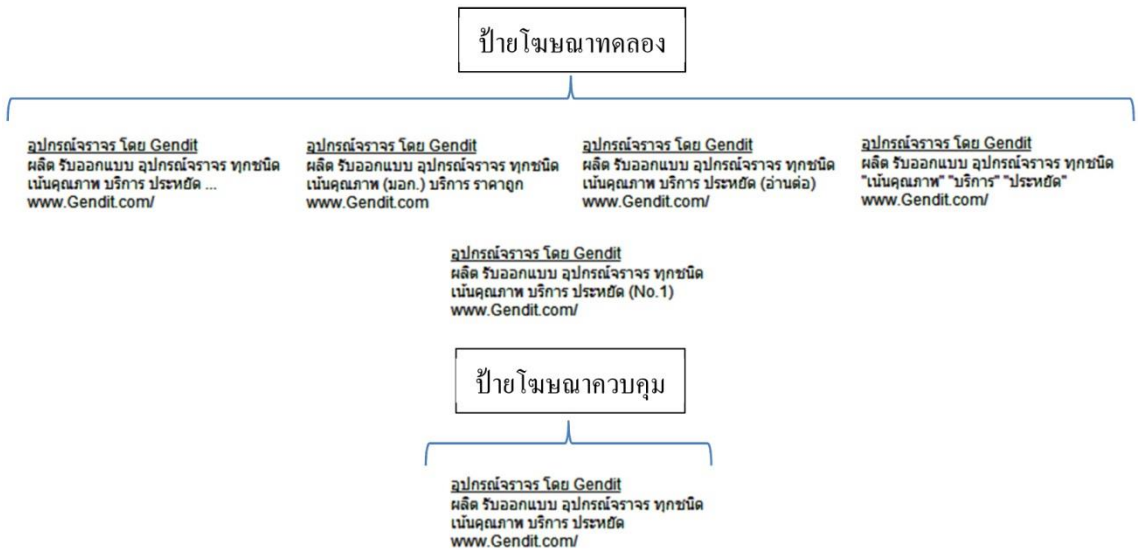 ป้ายโฆษณาทดลอง
อุปกรณ์จราจร โดย Gendit
ผลิต รับออกแบบ อุปกรณ์จราจร ทุกชนิด
เน้นคุณภาพ บริการ ประหยัด ...
www.Gendit.com/
อุปกรณ์จราจร โดย Gendit
ผลิต รับออกแบบ อุปกรณ์จราจร ทุกชนิด
เน้นคุณภาพ (มอก.) บริการ ราคาถูก
www.Gendit.com
อุปกรณ์จราจร โดย Gendit
ผลิต รับออกแบบ อุปกรณ์จราจร ทุกชนิด
เน้นคุณภาพ บริการ ประหยัด (อ่านต่อ)
www.Gendit.com/
อุปกรณ์จราจร โดย Gendit
ผลิต รับออกแบบ อุปกรณ์จราจร ทุกชนิด
"เน้นคุณภาพ" "บริการ" "ประหยัด"
www.Gendit.com/
อุปกรณ์จราจร โดย Gendit
ผลิต รับออกแบบ อุปกรณ์จราจร ทุกชนิด
เน้นคุณภาพ บริการ ประหยัด (No.1)
www.Gendit.com/
ป้ายโฆษณาควบคุม
อุปกรณ์จราจร โดย Gendit
ผลิต รับออกแบบ อุปกรณ์จราจร ทุกชนิด
เน้นคุณภาพ บริการ ประหยัด
www.Gendit.com/